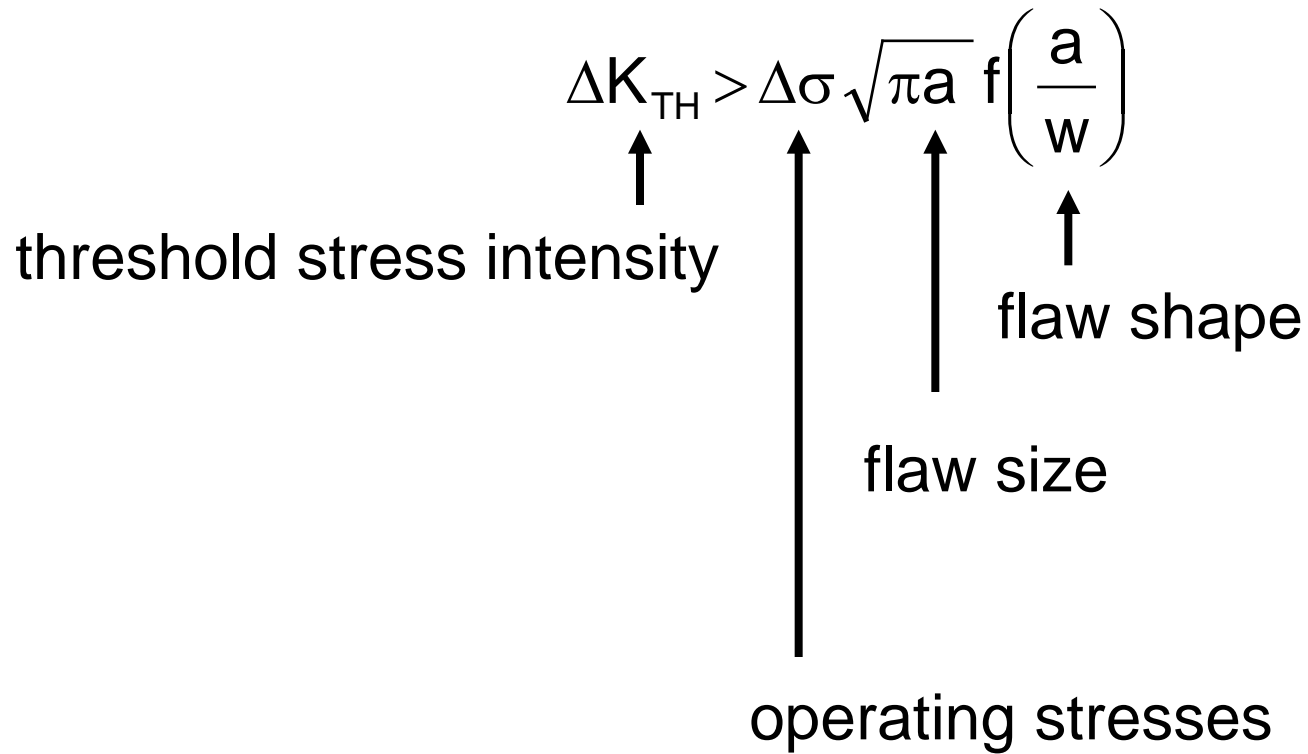 ΔK_TH > Δσ √πa f(a/w)
threshold stress intensity
flaw shape
flaw size
operating stresses